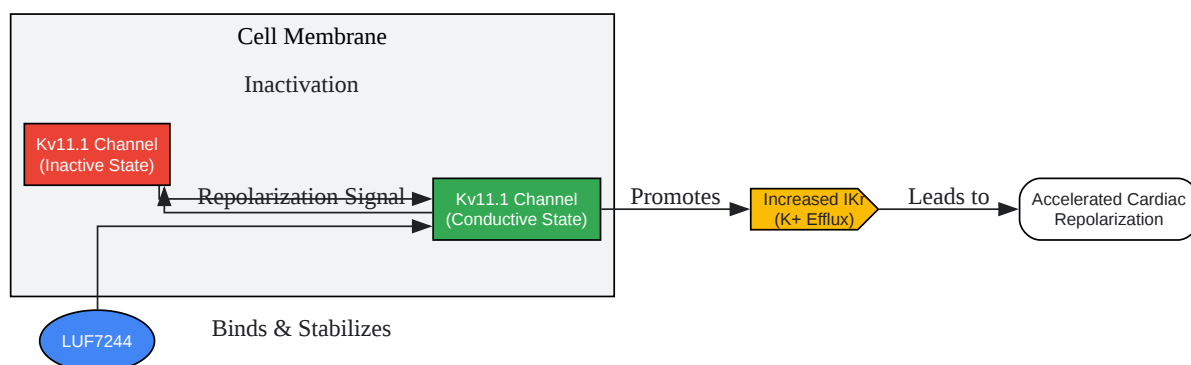 Cell Membrane
Inactivation
Kv11.1 Channel
(Inactive State)
Repolarization Signal
Kv11.1 Channel
(Conductive State)
Promotes
Increased IKr
(K+ Efflux)
Leads to
Accelerated Cardiac
Repolarization
Binds & Stabilizes
LUF7244